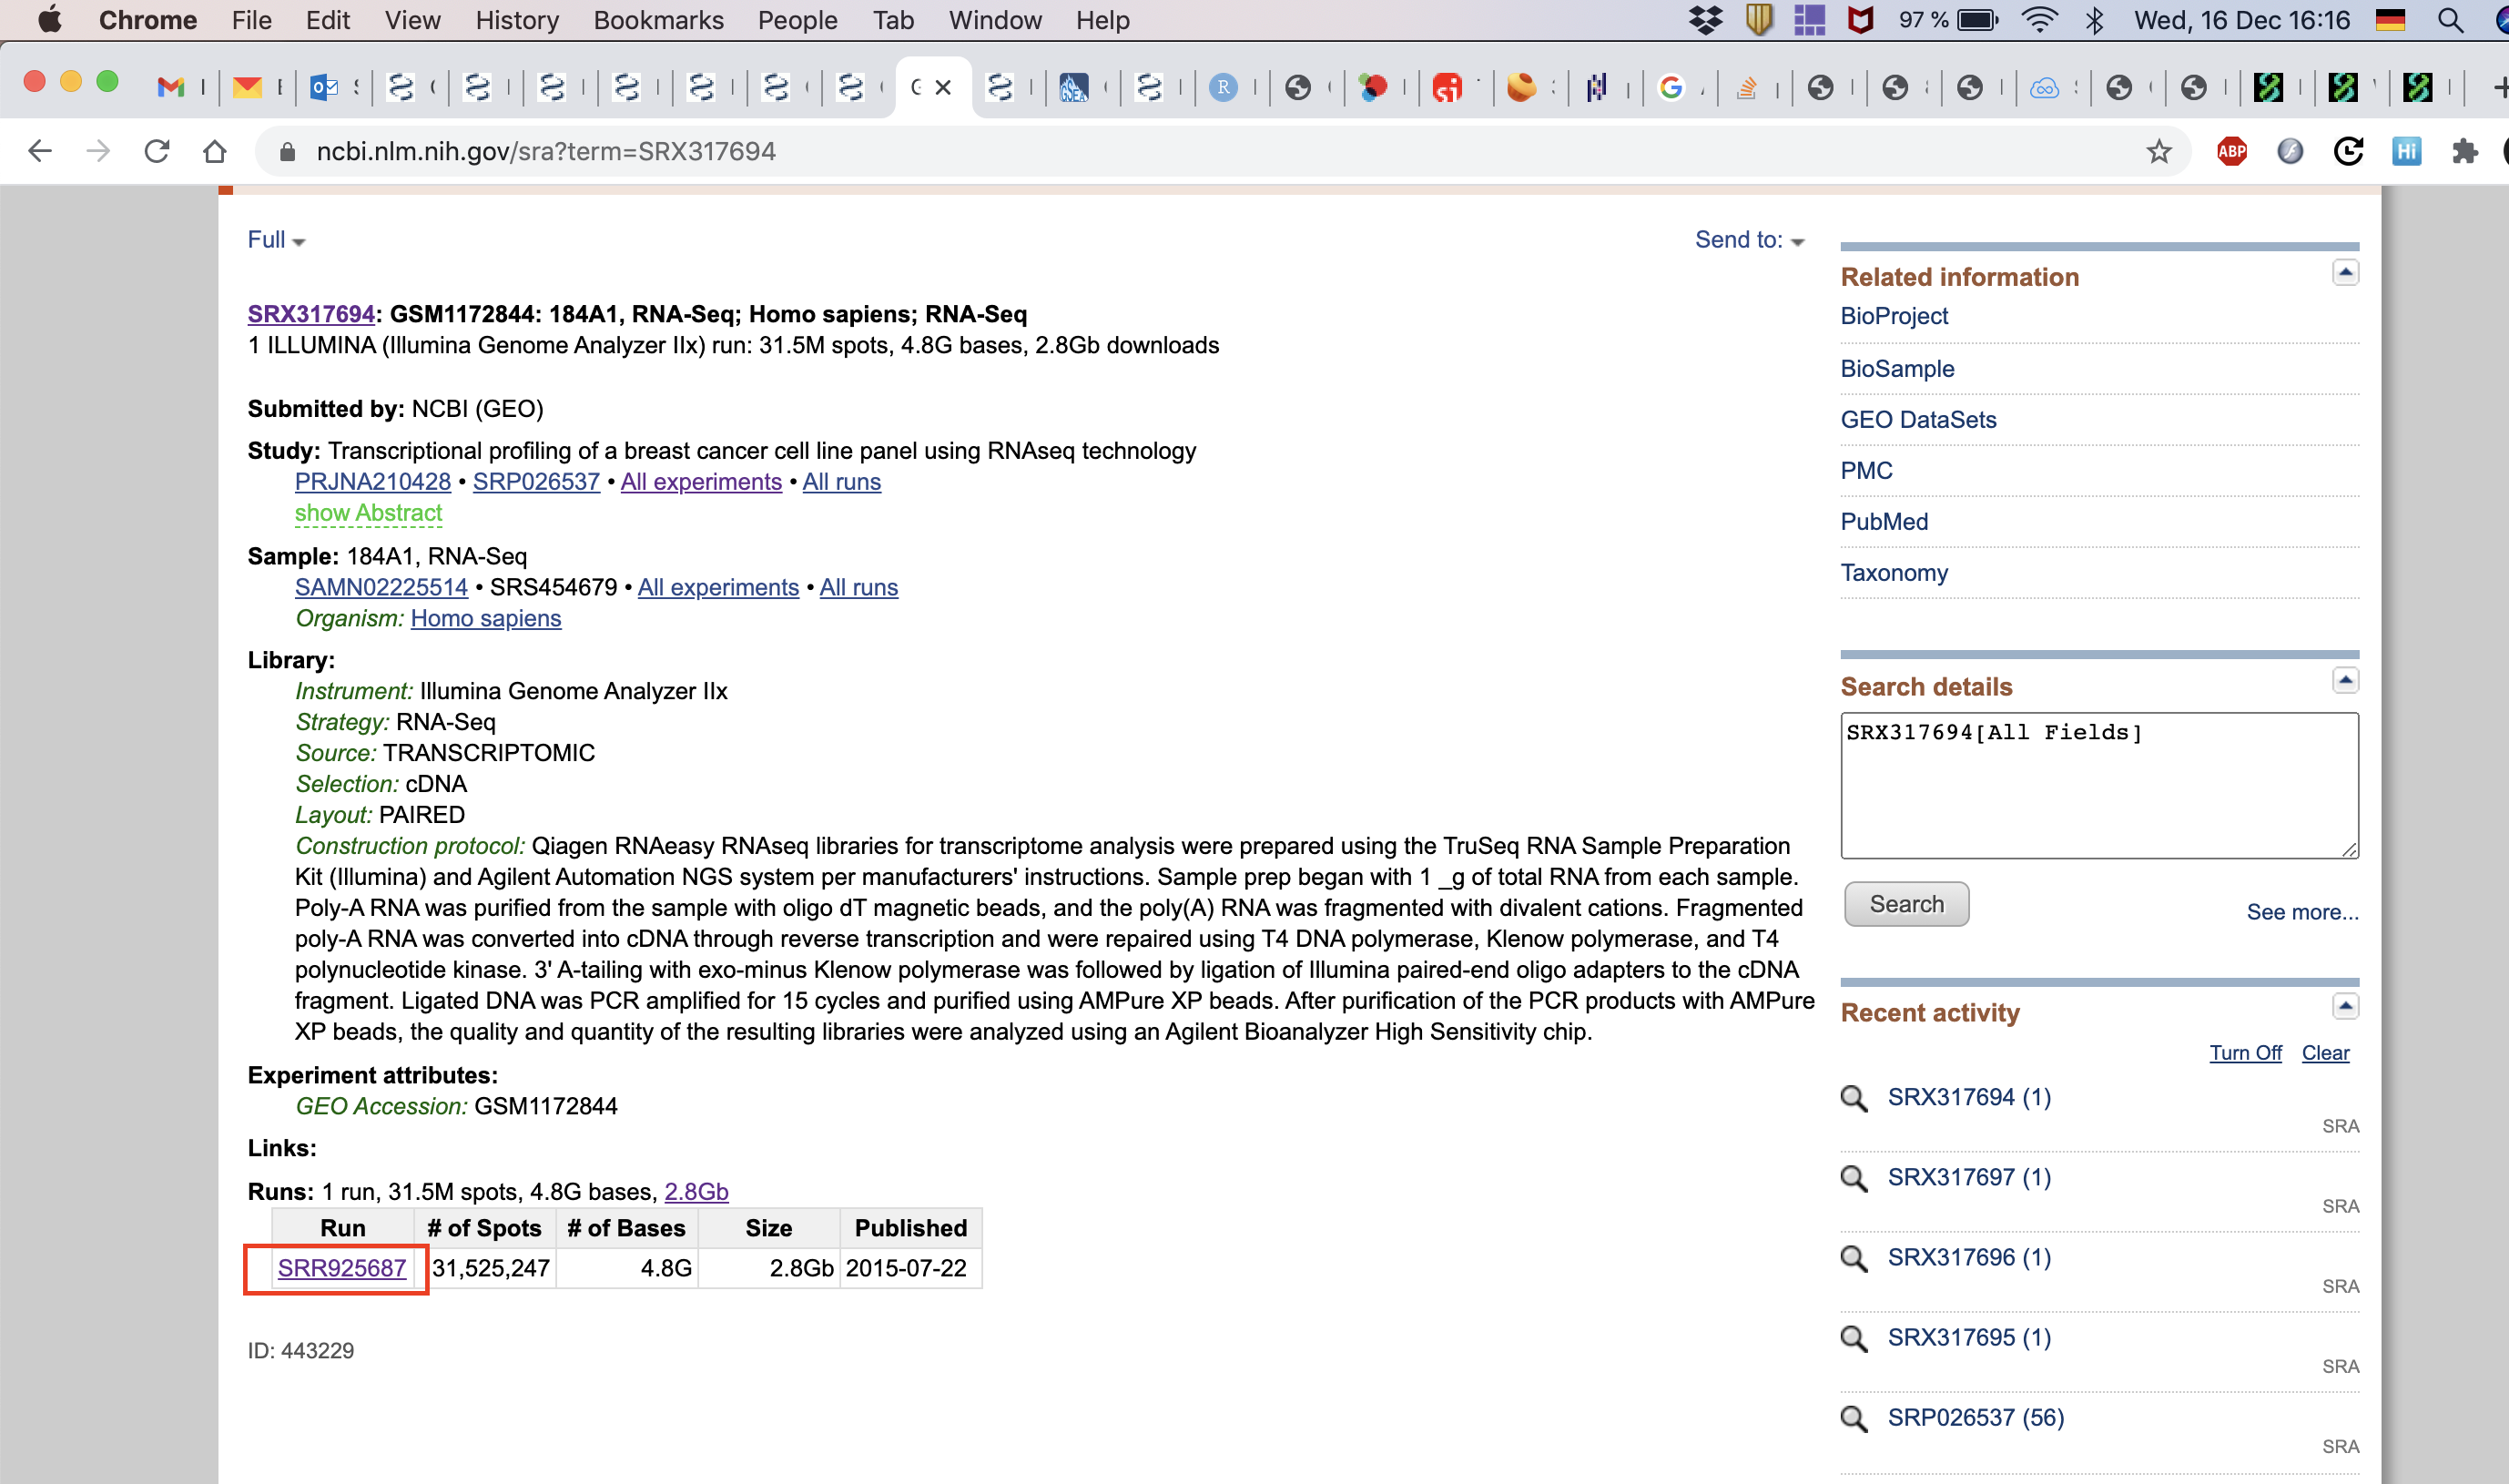 Chrome File Edit View History Bookmarks People Tab Window Help 97 % Wed, 16 Dec 16:16
ncbi.nlm.nih.gov/sra?term=SRX317694
ABP
Hi
Full
Send to:
SRX317694: GSM1172844: 184A1, RNA-Seq; Homo sapiens; RNA-Seq
1 ILLUMINA (Illumina Genome Analyzer IIx) run: 31.5M spots, 4.8G bases, 2.8Gb downloads
Submitted by: NCBI (GEO)
Study: Transcriptional profiling of a breast cancer cell line panel using RNAseq technology
PRJNA210428 • SRP026537 • All experiments • All runs
show Abstract
Sample: 184A1, RNA-Seq
SAMN02225514 • SRS454679 • All experiments • All runs
Organism: Homo sapiens
Library:
Instrument: Illumina Genome Analyzer IIx
Strategy: RNA-Seq
Source: TRANSCRIPTOMIC
Selection: cDNA
Layout: PAIRED
Construction protocol: Qiagen RNAeasy RNAseq libraries for transcriptome analysis were prepared using the TruSeq RNA Sample Preparation
Kit (Illumina) and Agilent Automation NGS system per manufacturers' instructions. Sample prep began with 1 _g of total RNA from each sample.
Poly-A RNA was purified from the sample with oligo dT magnetic beads, and the poly(A) RNA was fragmented with divalent cations. Fragmented
poly-A RNA was converted into cDNA through reverse transcription and were repaired using T4 DNA polymerase, Klenow polymerase, and T4
polynucleotide kinase. 3' A-tailing with exo-minus Klenow polymerase was followed by ligation of Illumina paired-end oligo adapters to the cDNA
fragment. Ligated DNA was PCR amplified for 15 cycles and purified using AMPure XP beads. After purification of the PCR products with AMPure
XP beads, the quality and quantity of the resulting libraries were analyzed using an Agilent Bioanalyzer High Sensitivity chip.
Experiment attributes:
GEO Accession: GSM1172844
Links:
Runs: 1 run, 31.5M spots, 4.8G bases, 2.8Gb
Run # of Spots # of Bases Size Published
SRR925687 31,525,247 4.8G 2.8Gb 2015-07-22
ID: 443229
Related information
BioProject
BioSample
GEO DataSets
PMC
PubMed
Taxonomy
Search details
SRX317694[All Fields]
Search
See more...
Recent activity
Turn Off Clear
SRX317694 (1)
SRA
SRX317697 (1)
SRA
SRX317696 (1)
SRA
SRX317695 (1)
SRA
SRP026537 (56)
SRA